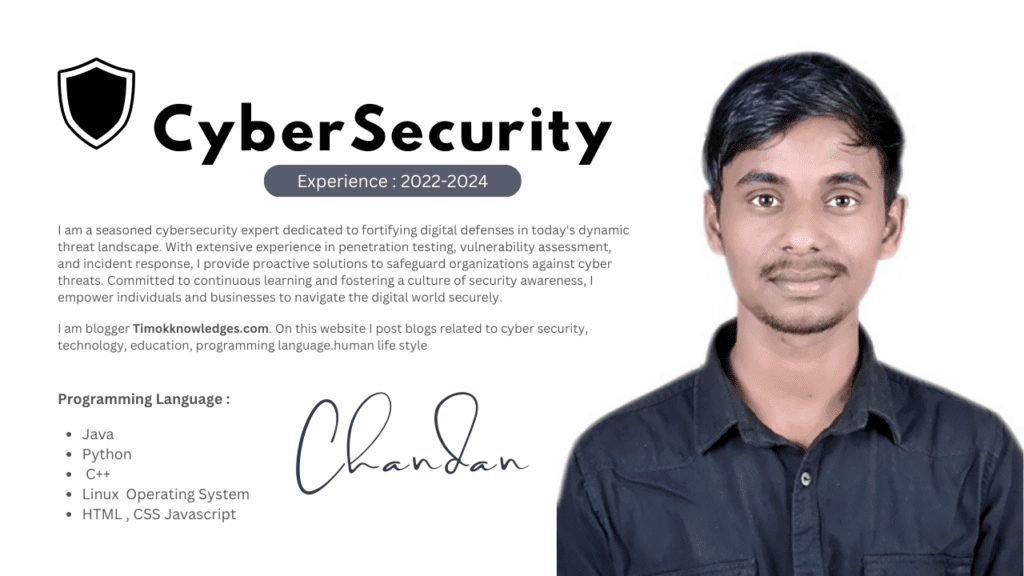 CyberSecurity
Experience : 2022-2024
I am a seasoned cybersecurity expert dedicated to fortifying digital defenses in today's dynamic
threat landscape. With extensive experience in penetration testing, vulnerability assessment,
and incident response, I provide proactive solutions to safeguard organizations against cyber
threats. Committed to continuous learning and fostering a culture of security awareness, I
empower individuals and businesses to navigate the digital world securely.
I am blogger Timokknowledges.com. On this website I post blogs related to cyber security,
technology, education, programming language.human life style
Programming Language :
• Java
• Python
• C++
• Linux Operating System
• HTML , CSS Javascript
Chandan